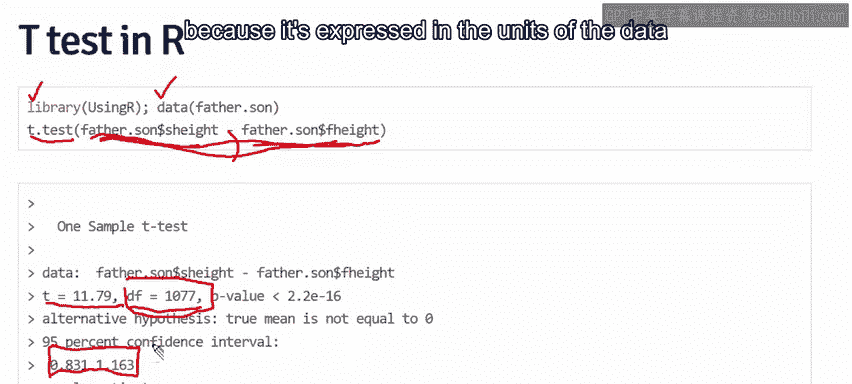 because it's expressed in the units of the data
T test in R
library(UsingR); data(father.son)
t.test(father.son$sheight - father.son$fheight)
>
> One Sample t-test
>
> data: father.son$sheight - father.son$fheight
> t = 11.79, df = 1077, p-value < 2.2e-16
> alternative hypothesis: true mean is not equal to 0
> 95 percent confidence interval:
> 0.831 1.163